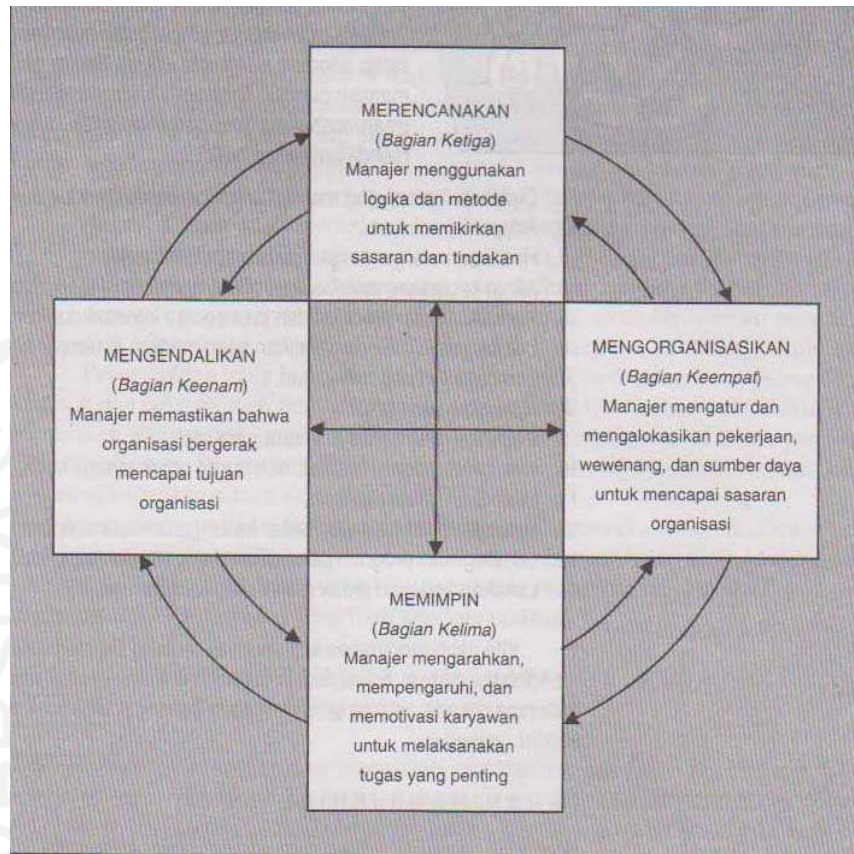 MERENCANAKAN
(Bagian Ketiga)
Manajer menggunakan
logika dan metode
untuk memikirkan
sasaran dan tindakan
MENGENDALIKAN
(Bagian Keenam)
Manajer memastikan bahwa
organisasi bergerak
mencapai tujuan
organisasi
MENGORGANISASIKAN
(Bagian Keempat)
Manajer mengatur dan
mengalokasikan pekerjaan,
wewenang, dan sumber daya
untuk mencapai sasaran
organisasi
MEMIMPIN
(Bagian Kelima)
Manajer mengarahkan,
mempengaruhi, dan
memotivasi karyawan
untuk melaksanakan
tugas yang penting